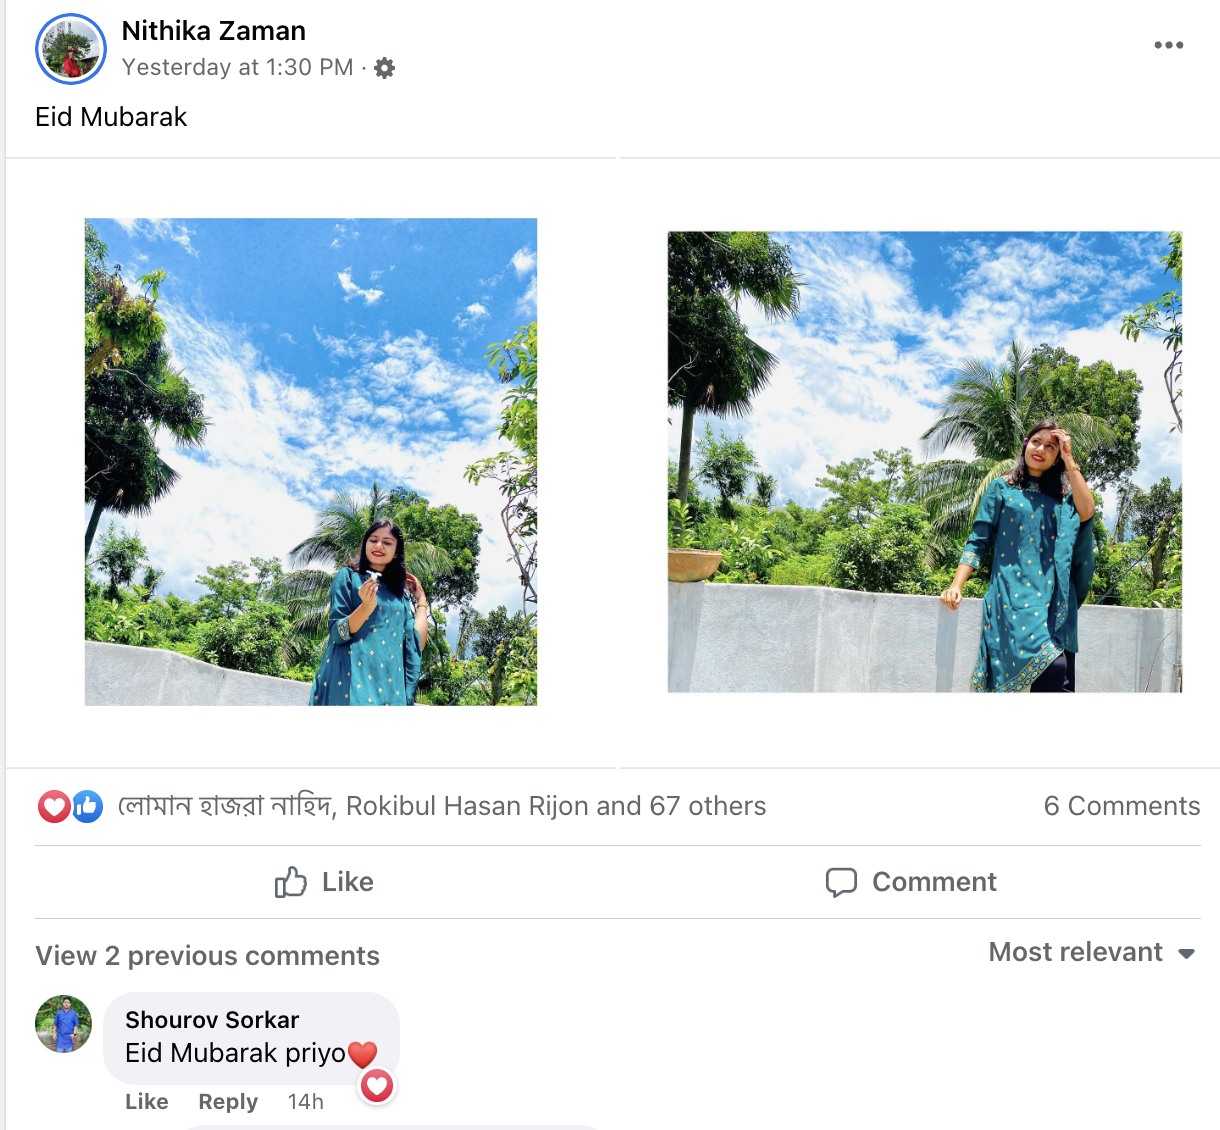 Nithika Zaman
Yesterday at 1:30 PM ·
Eid Mubarak
লোমান হাজরা নাহিদ, Rokibul Hasan Rijon and 67 others
6 Comments
Like
Comment
View 2 previous comments
Most relevant
Shourov Sorkar
Eid Mubarak priyo❤️
Like Reply 14h